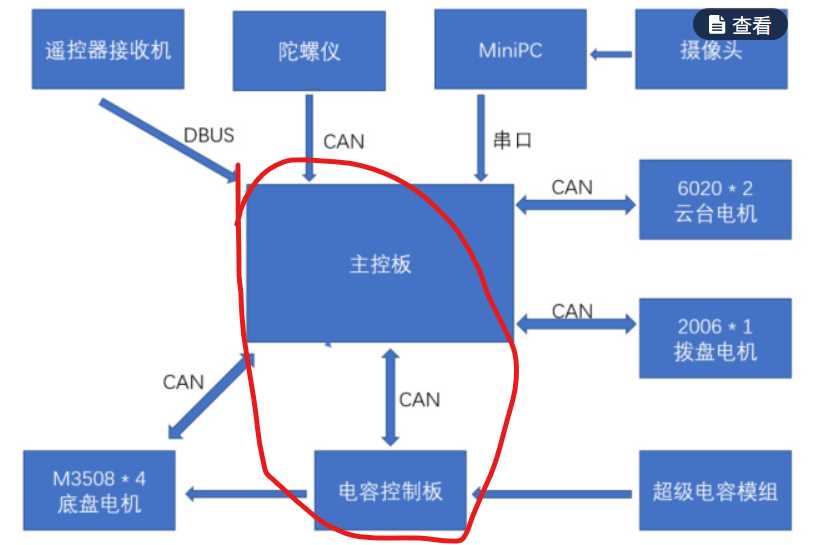 查看
遥控器接收机
陀螺仪
MiniPC
摄像头
DBUS
CAN
串口
CAN
6020 * 2
云台电机
主控板
CAN
2006 * 1
拨盘电机
CAN
CAN
M3508 * 4
底盘电机
电容控制板
超级电容模组